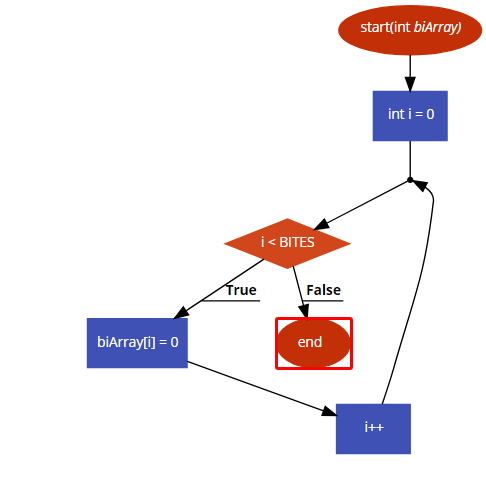 start(int biArray)
int i = 0
i < BITES
True
False
biArray[i] = 0
end
i++